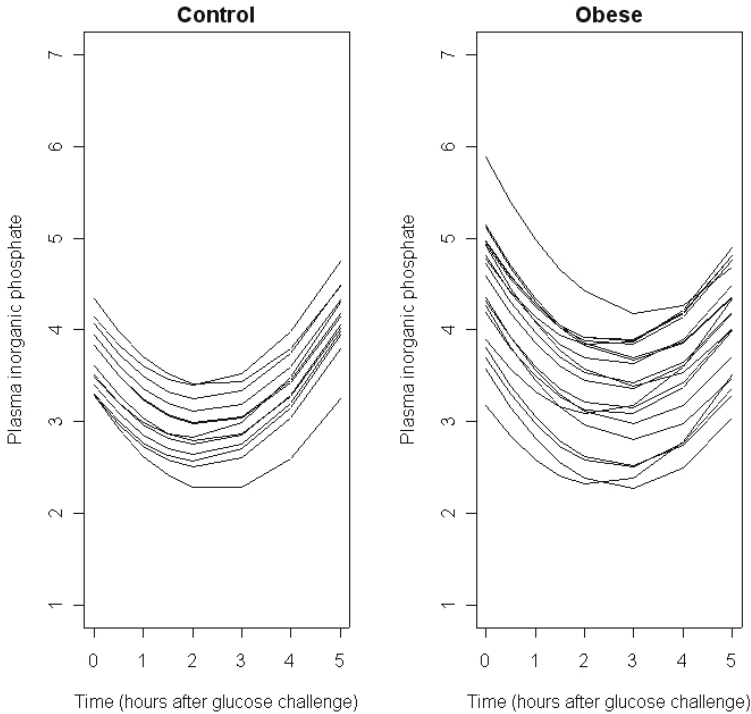 Control
Obese
Plasma inorganic phosphate
7
6
5
4
3
2
1
0 1 2 3 4 5
Time (hours after glucose challenge)
Plasma inorganic phosphate
7
6
5
4
3
2
1
0 1 2 3 4 5
Time (hours after glucose challenge)